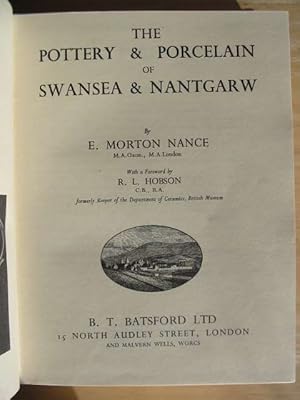 THE
POTTERY & PORCELAIN
OF
SWANSEA & NANTGARW
By
E. MORTON NANCE
M.A.Oxon., M.A.London
With a Foreword by
R. L. HOBSON
C.B., B.A.
formerly Keeper of the Department of Ceramics, British Museum
B. T. BATSFORD LTD
15 NORTH AUDLEY STREET, LONDON
AND MALVERN WELLS, WORCS